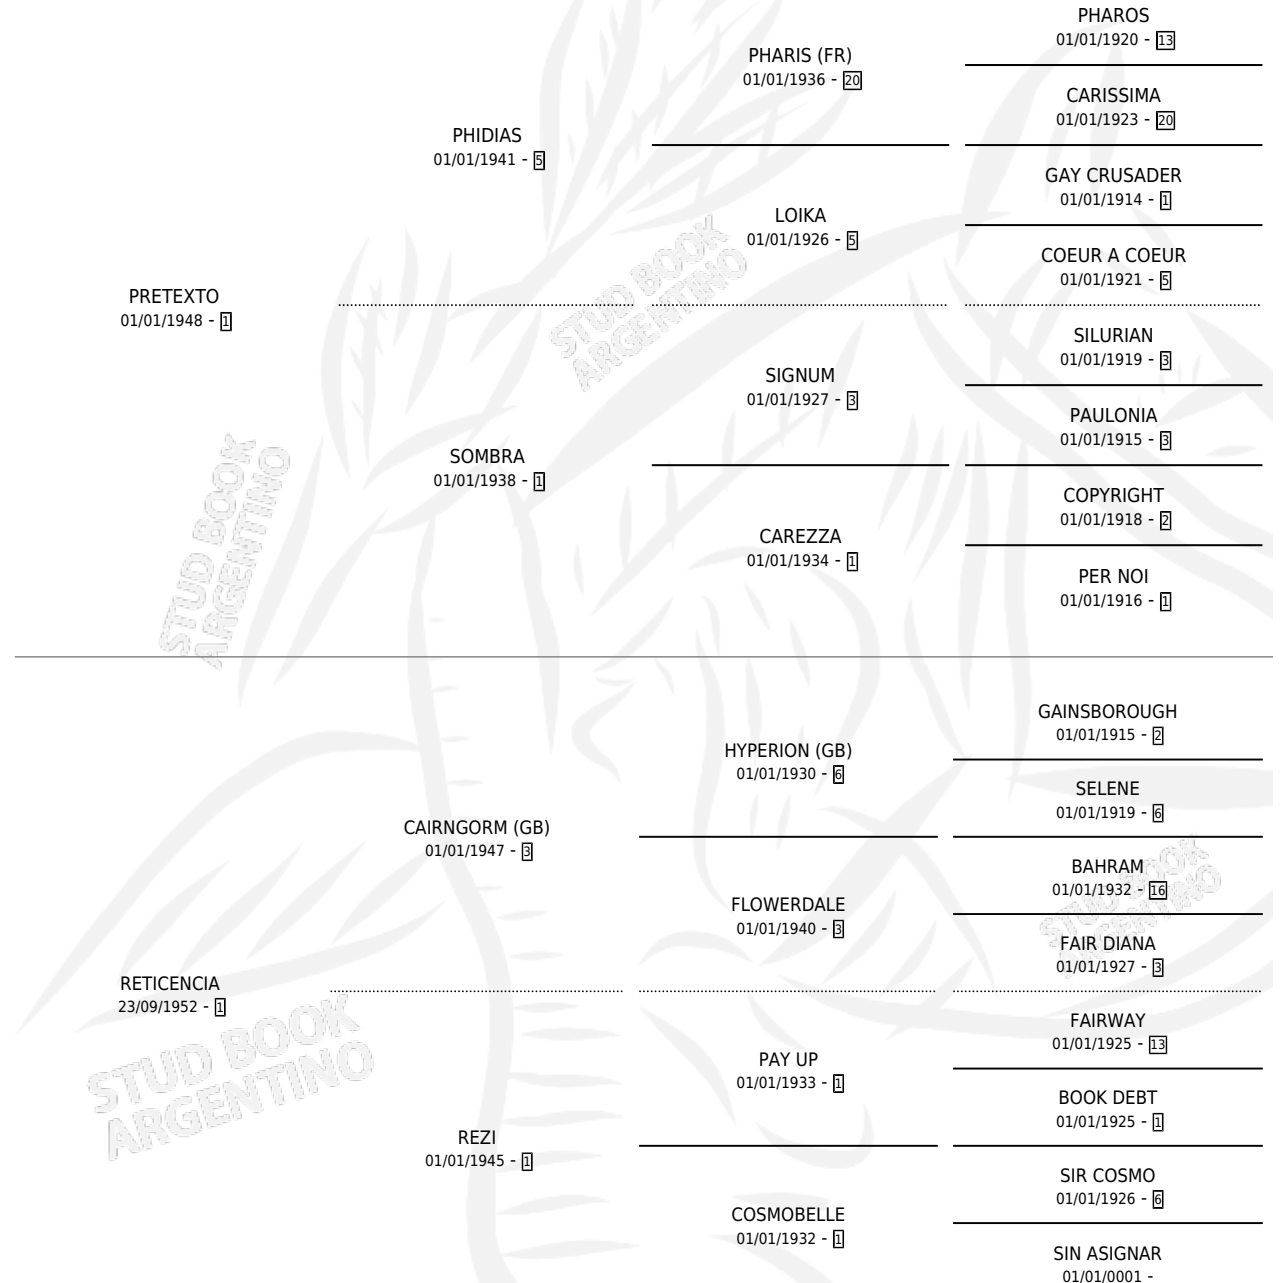 PHAROS
01/01/1920 - 13
PHARIS (FR)
01/01/1936 - 20
CARISSIMA
01/01/1923 - 20
PHIDIAS
01/01/1941 - 5
GAY CRUSADER
01/01/1914 - 1
LOIKA
01/01/1926 - 5
COEUR A COEUR
01/01/1921 - 5
PRETEXTO
01/01/1948 - 1
SILURIAN
01/01/1919 - 3
SIGNUM
01/01/1927 - 3
PAULONIA
01/01/1915 - 3
SOMBRA
01/01/1938 - 1
COPYRIGHT
01/01/1918 - 2
CAREZZA
01/01/1934 - 1
PER NOI
01/01/1916 - 1
GAINSBOROUGH
01/01/1915 - 2
HYPERION (GB)
01/01/1930 - 6
SELENE
01/01/1919 - 6
CAIRNGORM (GB)
01/01/1947 - 3
BAHRAM
01/01/1932 - 16
FLOWERDALE
01/01/1940 - 3
FAIR DIANA
01/01/1927 - 3
RETICENCIA
23/09/1952 - 1
FAIRWAY
01/01/1925 - 13
PAY UP
01/01/1933 - 1
BOOK DEBT
01/01/1925 - 1
REZI
01/01/1945 - 1
SIR COSMO
01/01/1926 - 6
COSMOBELLE
01/01/1932 - 1
SIN ASIGNAR
01/01/0001 -
STUD BOOK
ARGENTINO
STUD BOOK
ARGENTINO
STUD BOOK
ARGENTINO
STUD BOOK
ARGENTINO